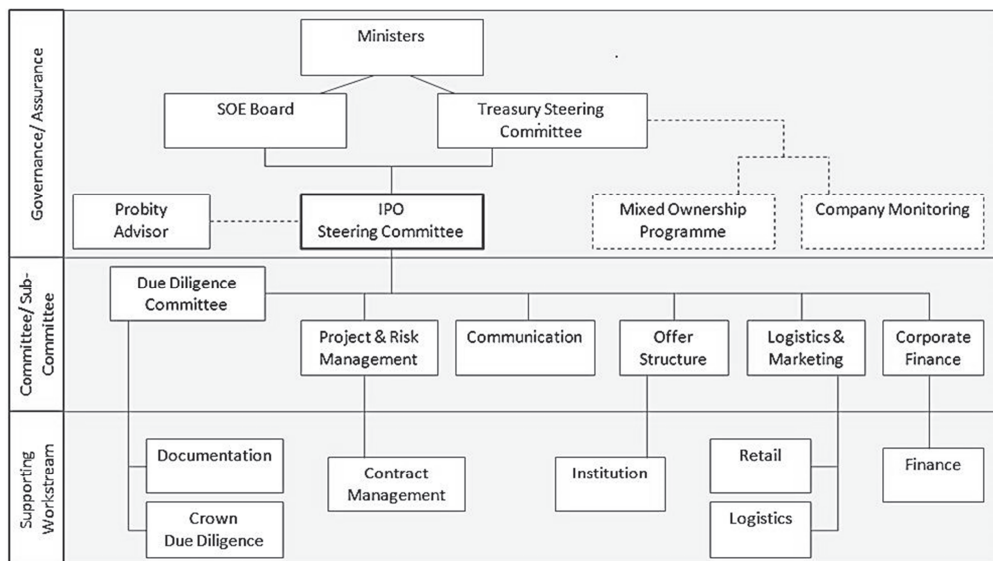 Governance/ Assurance
Ministers
SOE Board
Treasury Steering
Committee
Probity
Advisor
IPO
Steering Committee
Mixed Ownership
Programme
Company Monitoring
Committee/ Sub-
Committee
Due Diligence
Committee
Project & Risk
Management
Communication
Offer
Structure
Logistics &
Marketing
Corporate
Finance
Supporting
Workstream
Documentation
Crown
Due Diligence
Contract
Management
Institution
Retail
Logistics
Finance